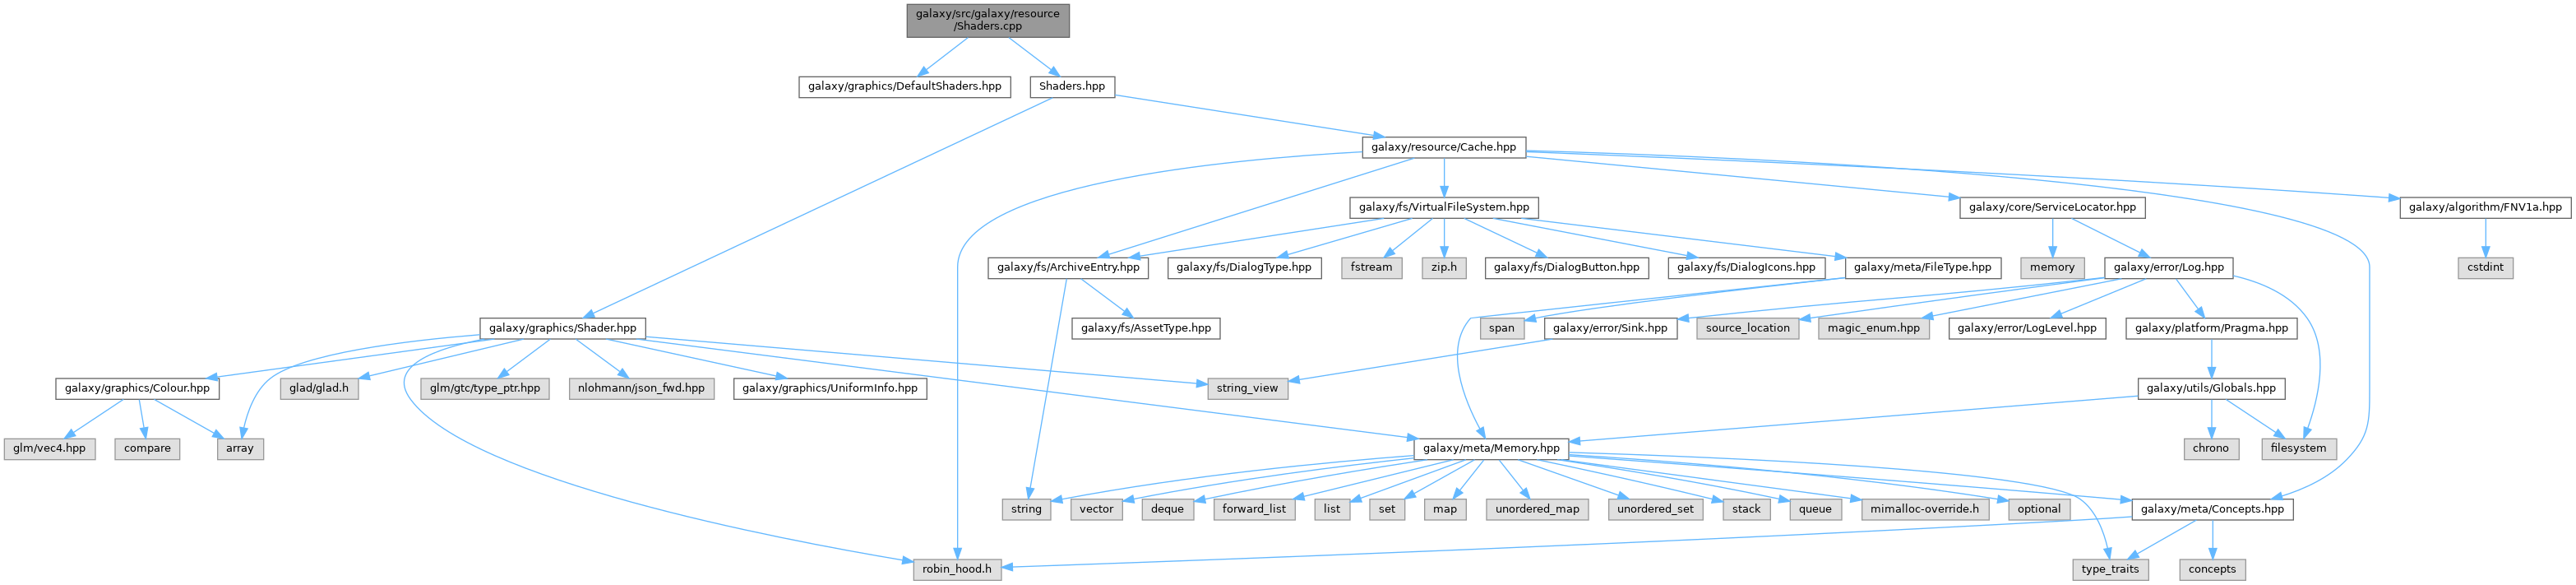 galaxy/src/galaxy/resource
/Shaders.cpp
galaxy/graphics/DefaultShaders.hpp
Shaders.hpp
galaxy/resource/Cache.hpp
galaxy/fs/VirtualFileSystem.hpp
galaxy/core/ServiceLocator.hpp
galaxy/algorithm/FNV1a.hpp
galaxy/fs/ArchiveEntry.hpp
galaxy/fs/DialogType.hpp
fstream
zip.h
galaxy/fs/DialogButton.hpp
galaxy/fs/DialogIcons.hpp
galaxy/meta/FileType.hpp
memory
galaxy/error/Log.hpp
cstdint
galaxy/graphics/Shader.hpp
galaxy/fs/AssetType.hpp
span
galaxy/error/Sink.hpp
source_location
magic_enum.hpp
galaxy/error/LogLevel.hpp
galaxy/platform/Pragma.hpp
galaxy/graphics/Colour.hpp
glad/glad.h
glm/gtc/type_ptr.hpp
nlohmann/json_fwd.hpp
galaxy/graphics/UniformInfo.hpp
string_view
galaxy/utils/Globals.hpp
glm/vec4.hpp
compare
array
galaxy/meta/Memory.hpp
chrono
filesystem
string
vector
deque
forward_list
list
set
map
unordered_map
unordered_set
stack
queue
mimalloc-override.h
optional
galaxy/meta/Concepts.hpp
robin_hood.h
type_traits
concepts